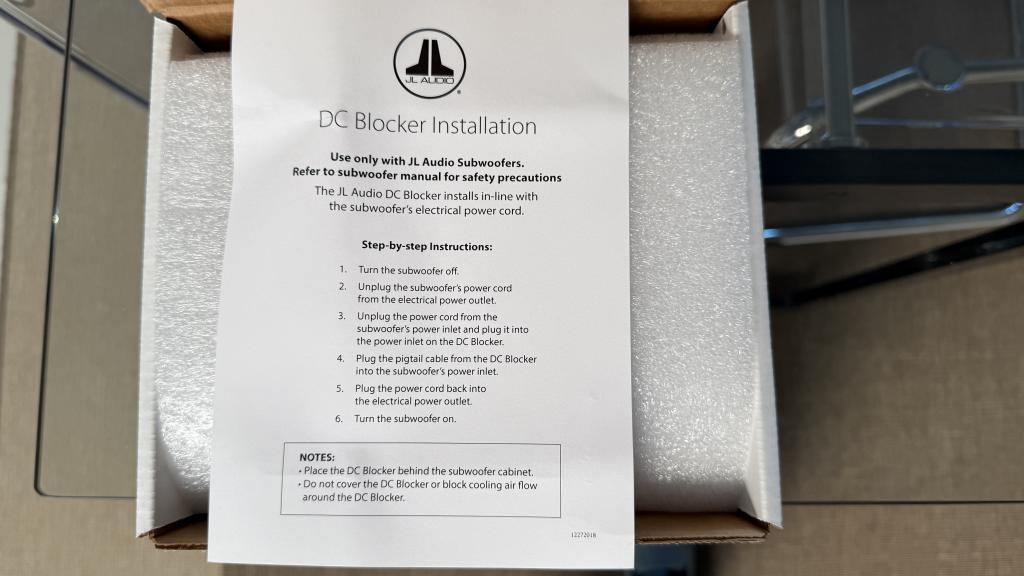 JL AUDIO
DC Blocker Installation
Use only with JL Audio Subwoofers.
Refer to subwoofer manual for safety precautions
The JL Audio DC Blocker installs in-line with
the subwoofer's electrical power cord.
Step-by-step Instructions:
1. Turn the subwoofer off.
2. Unplug the subwoofer's power cord
from the electrical power outlet.
3. Unplug the power cord from the
subwoofer's power inlet and plug it into
the power inlet on the DC Blocker.
4. Plug the pigtail cable from the DC Blocker
into the subwoofer's power inlet.
5. Plug the power cord back into
the electrical power outlet.
6. Turn the subwoofer on.
NOTES:
• Place the DC Blocker behind the subwoofer cabinet.
• Do not cover the DC Blocker or block cooling air flow
around the DC Blocker.
12272018